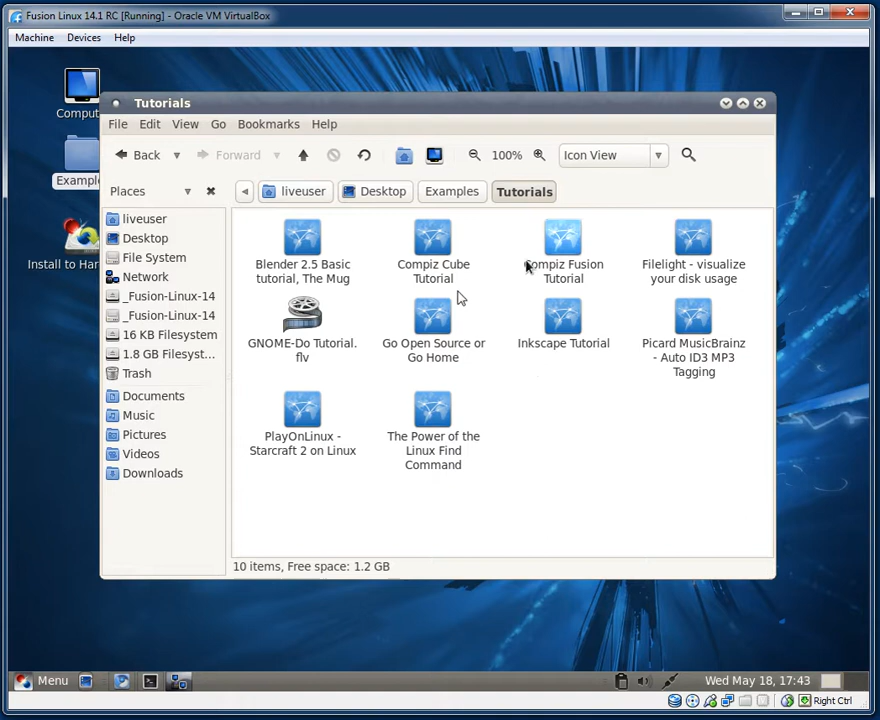 Fusion Linux 14.1 RC [Running] - Oracle VM VirtualBox
Machine Devices Help
Tutorials
File Edit View Go Bookmarks Help
Back Forward 100% Icon View
Places liveuser Desktop Examples Tutorials
Comput
Exampl
Install to Har
liveuser
Desktop
File System
Network
_Fusion-Linux-14
_Fusion-Linux-14
16 KB Filesystem
1.8 GB Filesyst...
Trash
Documents
Music
Pictures
Videos
Downloads
Blender 2.5 Basic
tutorial, The Mug
Compiz Cube
Tutorial
Compiz Fusion
Tutorial
Filelight - visualize
your disk usage
GNOME-Do Tutorial.
flv
Go Open Source or
Go Home
Inkscape Tutorial
Picard MusicBrainz
- Auto ID3 MP3
Tagging
PlayOnLinux -
Starcraft 2 on Linux
The Power of the
Linux Find
Command
10 items, Free space: 1.2 GB
Menu Wed May 18, 17:43
Right Ctrl